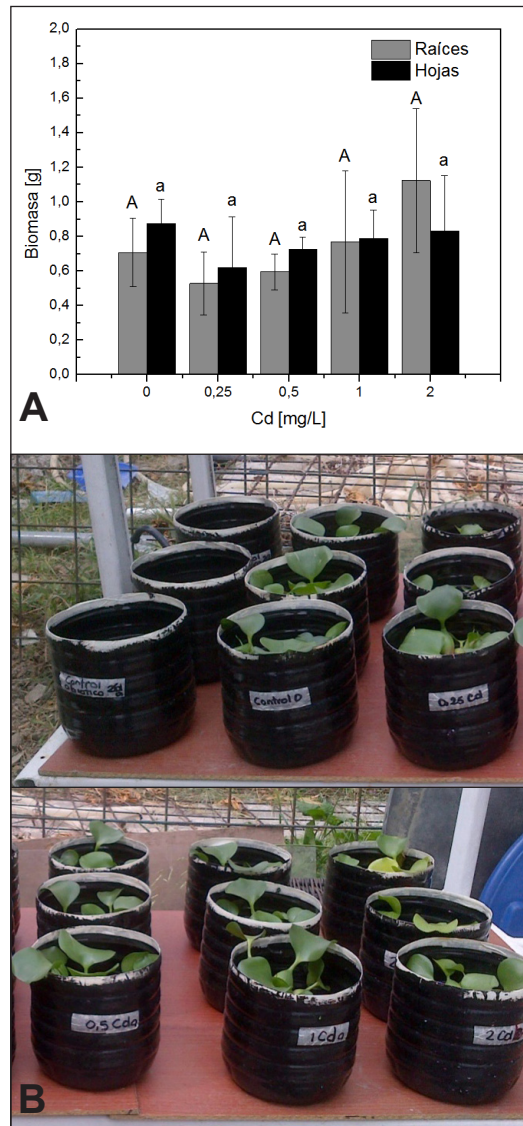 2,0
Raíces
Hojas
1,8
1,6
1,4
1,2
1,0
0,8
0,6
0,4
0,2
0,0
Biomasa [g]
A a A a A a A a A a
0 0,25 0,5 1 2
Cd [mg/L]
A
Control
Control 0
0.25 Cd
0,5 Cd a
1 Cd a
2 Cd
B